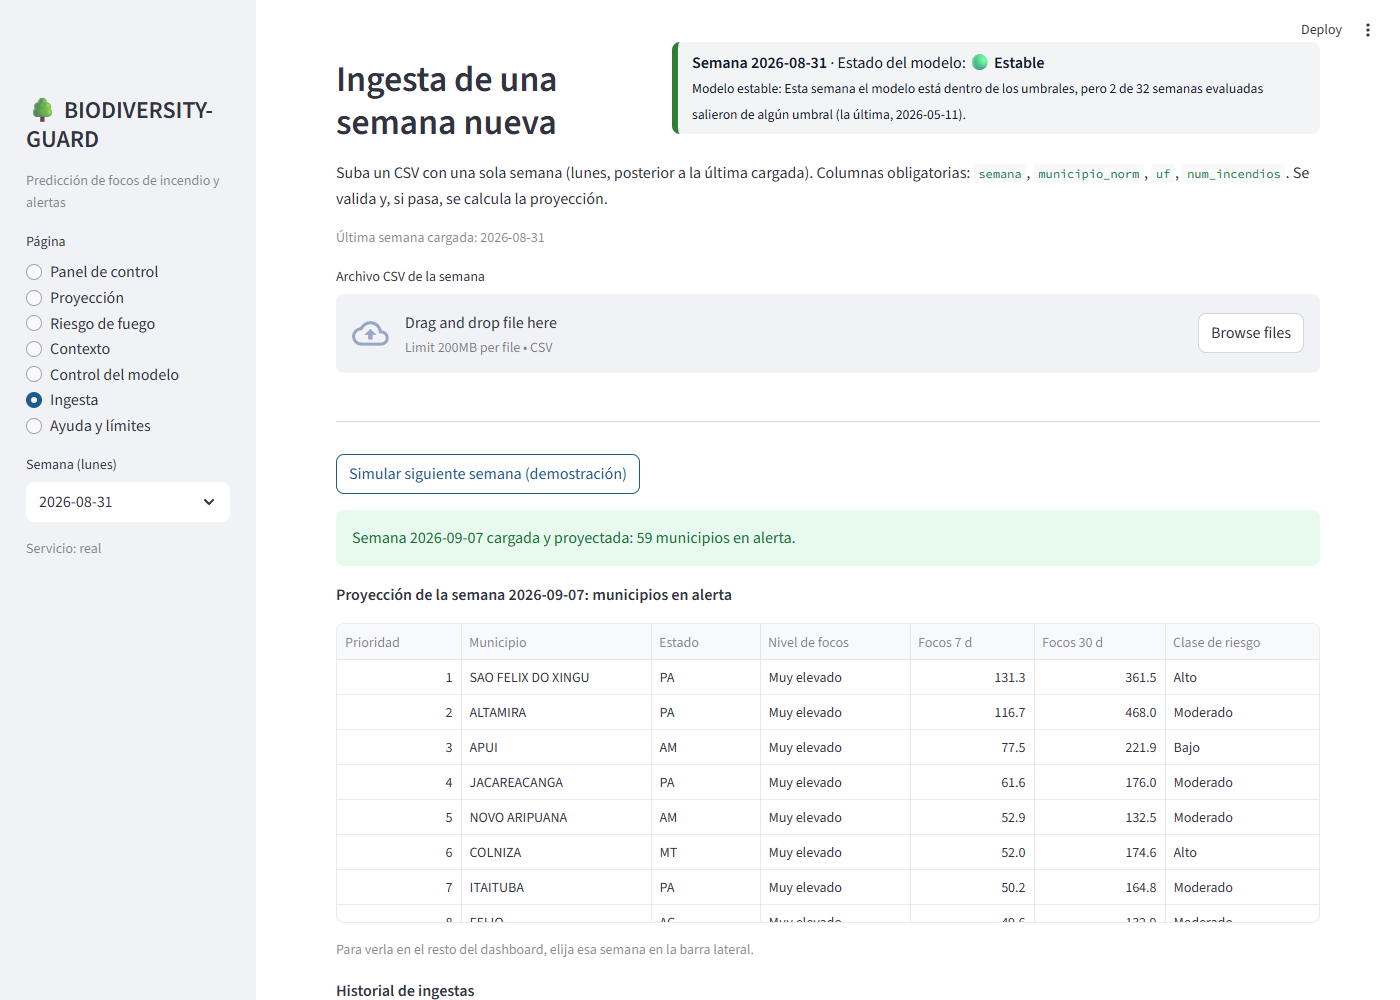 Deploy
🌳 BIODIVERSITY-
GUARD
Predicción de focos de incendio y
alertas
Página
Panel de control
Proyección
Riesgo de fuego
Contexto
Control del modelo
Ingesta
Ayuda y límites
Semana (lunes)
2026-08-31
Servicio: real
Ingesta de una
semana nueva
Semana 2026-08-31 · Estado del modelo: 🟢 Estable
Modelo estable: Esta semana el modelo está dentro de los umbrales, pero 2 de 32 semanas evaluadas
salieron de algún umbral (la última, 2026-05-11).
Suba un CSV con una sola semana (lunes, posterior a la última cargada). Columnas obligatorias: semana , municipio_norm , uf , num_incendios . Se
valida y, si pasa, se calcula la proyección.
Última semana cargada: 2026-08-31
Archivo CSV de la semana
Drag and drop file here
Limit 200MB per file • CSV
Browse files
Simular siguiente semana (demostración)
Semana 2026-09-07 cargada y proyectada: 59 municipios en alerta.
Proyección de la semana 2026-09-07: municipios en alerta
Prioridad Municipio Estado Nivel de focos Focos 7 d Focos 30 d Clase de riesgo
1 SAO FELIX DO XINGU PA Muy elevado 131.3 361.5 Alto
2 ALTAMIRA PA Muy elevado 116.7 468.0 Moderado
3 APUI AM Muy elevado 77.5 221.9 Bajo
4 JACAREACANGA PA Muy elevado 61.6 176.0 Moderado
5 NOVO ARIPUANA AM Muy elevado 52.9 132.5 Moderado
6 COLNIZA MT Muy elevado 52.0 174.6 Alto
7 ITAITUBA PA Muy elevado 50.2 164.8 Moderado
8 Muy elevado Moderado
Para verla en el resto del dashboard, elija esa semana en la barra lateral.
Historial de ingestas